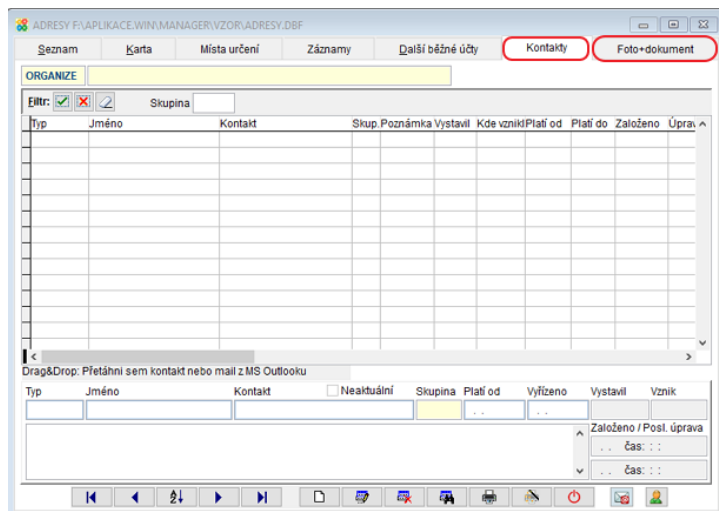 ADRESY F:\APLIKACE.WIN\MANAGER\VZOR\ADRESY.DBF
Seznam Karta Místa určení Záznamy Další běžné účty Kontakty Foto+dokument
ORGANIZE
Filtr: Skupina
Typ Jméno Kontakt Skup. Poznámka Vystavil Kde vznikl Platí od Platí do Založeno Úprav
Drag&Drop: Přetáhni sem kontakt nebo mail z MS Outlooku
Typ Jméno Kontakt Neaktuální Skupina Platí od Vyřízeno Vystavil Vznik
. . . .
Založeno / Posl. úprava
. . čas: : :
. . čas: : :